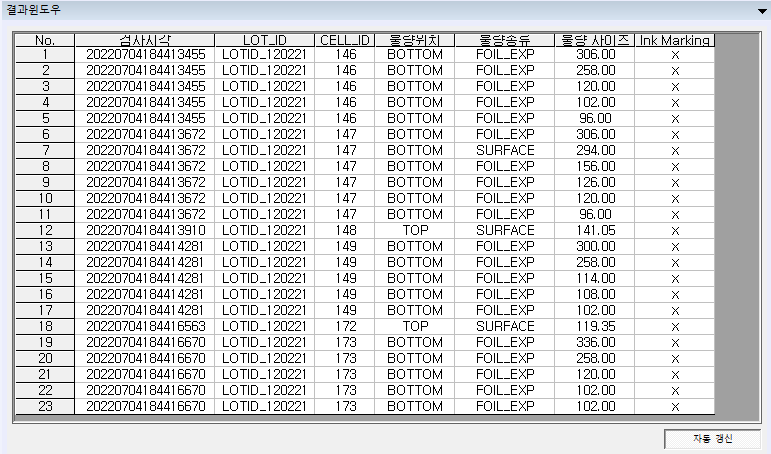 결과윈도우
No. 검사시각 LOT_ID CELL_ID 불량위치 불량종류 불량 사이즈 Ink Marking
1 20220704184413455 LOTID_120221 146 BOTTOM FOIL_EXP 306.00 X
2 20220704184413455 LOTID_120221 146 BOTTOM FOIL_EXP 258.00 X
3 20220704184413455 LOTID_120221 146 BOTTOM FOIL_EXP 120.00 X
4 20220704184413455 LOTID_120221 146 BOTTOM FOIL_EXP 102.00 X
5 20220704184413455 LOTID_120221 146 BOTTOM FOIL_EXP 96.00 X
6 20220704184413672 LOTID_120221 147 BOTTOM FOIL_EXP 306.00 X
7 20220704184413672 LOTID_120221 147 BOTTOM SURFACE 294.00 X
8 20220704184413672 LOTID_120221 147 BOTTOM FOIL_EXP 156.00 X
9 20220704184413672 LOTID_120221 147 BOTTOM FOIL_EXP 126.00 X
10 20220704184413672 LOTID_120221 147 BOTTOM FOIL_EXP 120.00 X
11 20220704184413672 LOTID_120221 147 BOTTOM FOIL_EXP 96.00 X
12 20220704184413910 LOTID_120221 148 TOP SURFACE 141.05 X
13 20220704184414281 LOTID_120221 149 BOTTOM FOIL_EXP 300.00 X
14 20220704184414281 LOTID_120221 149 BOTTOM FOIL_EXP 258.00 X
15 20220704184414281 LOTID_120221 149 BOTTOM FOIL_EXP 114.00 X
16 20220704184414281 LOTID_120221 149 BOTTOM FOIL_EXP 108.00 X
17 20220704184414281 LOTID_120221 149 BOTTOM FOIL_EXP 102.00 X
18 20220704184416563 LOTID_120221 172 TOP SURFACE 119.35 X
19 20220704184416670 LOTID_120221 173 BOTTOM FOIL_EXP 336.00 X
20 20220704184416670 LOTID_120221 173 BOTTOM FOIL_EXP 258.00 X
21 20220704184416670 LOTID_120221 173 BOTTOM FOIL_EXP 120.00 X
22 20220704184416670 LOTID_120221 173 BOTTOM FOIL_EXP 102.00 X
23 20220704184416670 LOTID_120221 173 BOTTOM FOIL_EXP 102.00 X
자동 갱신